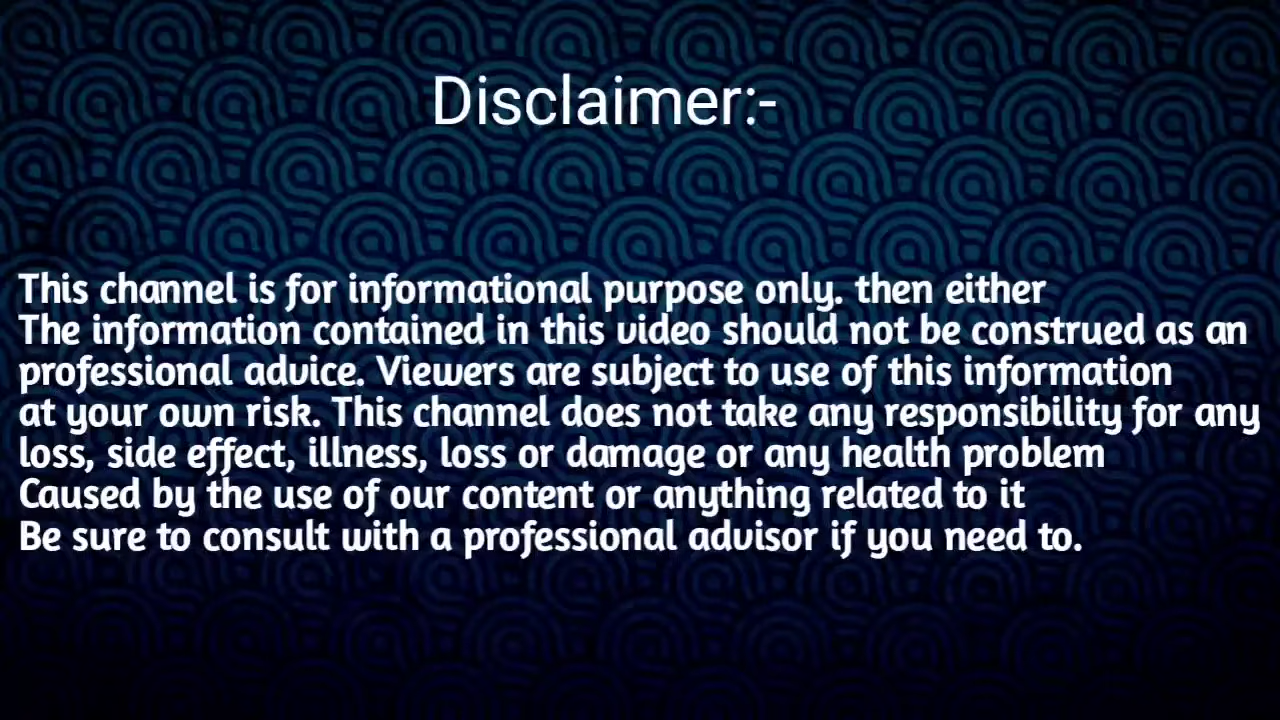 Disclaimer:-
This channel is for informational purpose only. then either
The information contained in this video should not be construed as an
professional advice. Viewers are subject to use of this information
at your own risk. This channel does not take any responsibility for any
loss, side effect, illness, loss or damage or any health problem
Caused by the use of our content or anything related to it
Be sure to consult with a professional advisor if you need to.